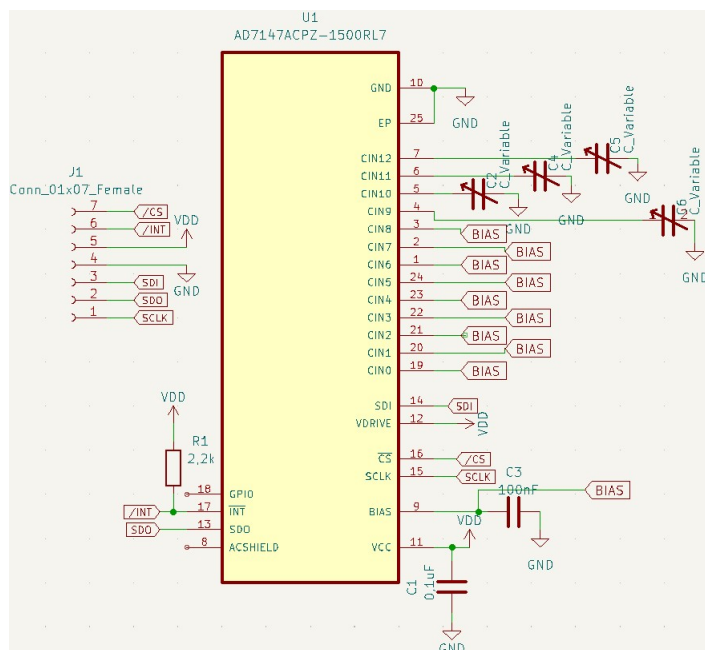 U1
AD7147ACPZ-1500RL7
GND 10
EP 25
GND
CIN12 7
CIN11 6
CIN10 5
CIN9 4
CIN8 3 BIAS
CIN7 2 BIAS
CIN6 1 BIAS
CIN5 24 BIAS
CIN4 23 BIAS
CIN3 22 BIAS
CIN2 21 BIAS
CIN1 20 BIAS
CIN0 19 BIAS
C2
C_Variable
GND
C4
C_Variable
GND
C5
C_Variable
GND
1 C6 2
C_Variable
GND
SDI 14 SDI
VDRIVE 12 VDD
CS 16 /CS
SCLK 15 SCLK
BIAS 9
C3
100nF
BIAS
GND
VCC 11
VDD
C1
0,1uF
GND
J1
Conn_01x07_Female
7 /CS
6 /INT
5 VDD
4 GND
3 SDI
2 SDO
1 SCLK
VDD
R1
2,2k
18 GPIO
/INT 17 INT
SDO 13 SDO
8 ACSHIELD